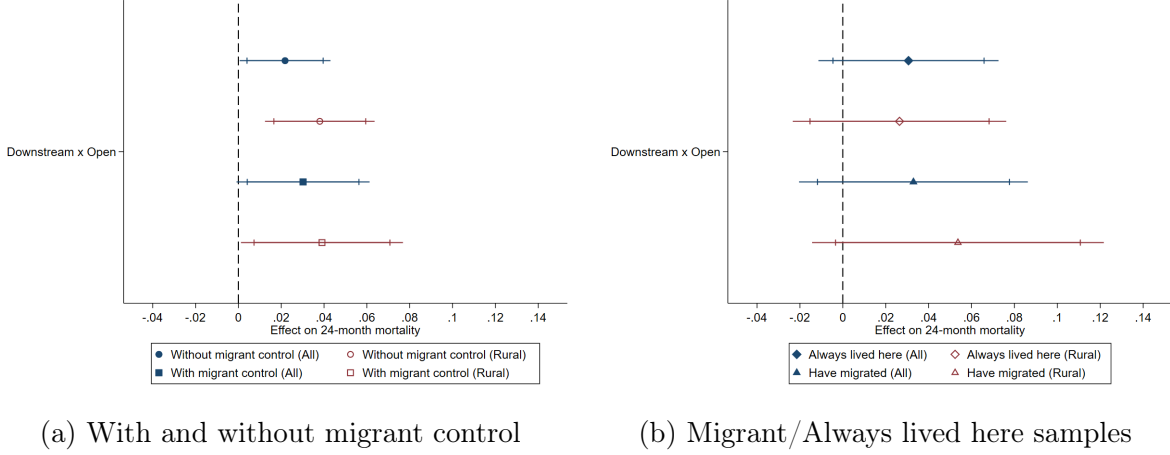 Downstream x Open
-.04 -.02 0 .02 .04 .06 .08 .1 .12 .14
Effect on 24-month mortality
Without migrant control (All) Without migrant control (Rural)
With migrant control (All) With migrant control (Rural)
(a) With and without migrant control
Downstream x Open
-.04 -.02 0 .02 .04 .06 .08 .1 .12 .14
Effect on 24-month mortality
Always lived here (All) Always lived here (Rural)
Have migrated (All) Have migrated (Rural)
(b) Migrant/Always lived here samples